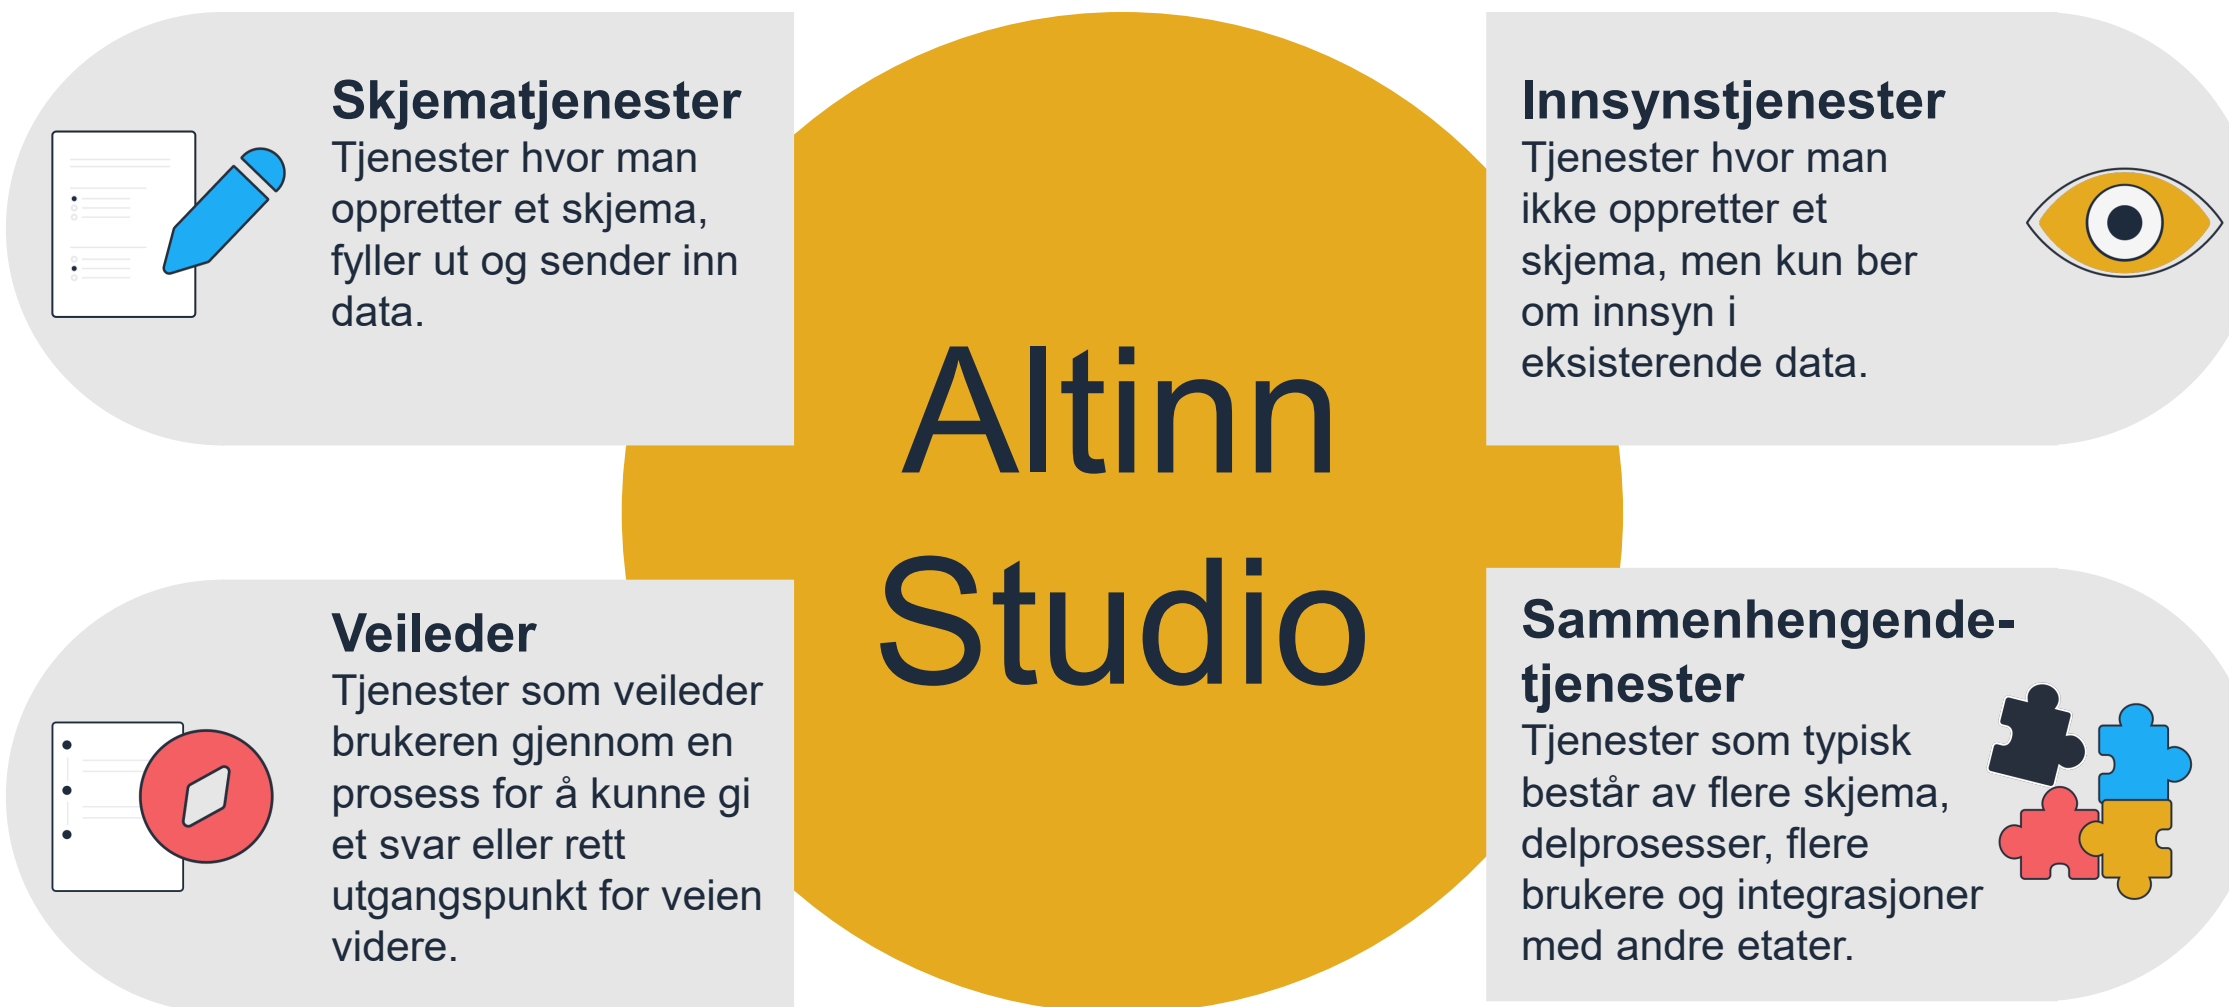 Skjematjenester
Tjenester hvor man
oppretter et skjema,
fyller ut og sender inn
data.
Innsynstjenester
Tjenester hvor man
ikke oppretter et
skjema, men kun ber
om innsyn i
eksisterende data.
Altinn
Studio
Veileder
Tjenester som veileder
brukeren gjennom en
prosess for å kunne gi
et svar eller rett
utgangspunkt for veien
videre.
Sammenhengende-
tjenester
Tjenester som typisk
består av flere skjema,
delprosesser, flere
brukere og integrasjoner
med andre etater.